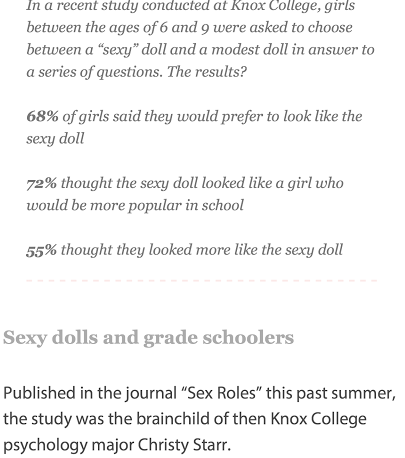 In a recent study conducted at Knox College, girls
between the ages of 6 and 9 were asked to choose
between a “sexy” doll and a modest doll in answer to
a series of questions. The results?
68% of girls said they would prefer to look like the
sexy doll
72% thought the sexy doll looked like a girl who
would be more popular in school
55% thought they looked more like the sexy doll
Sexy dolls and grade schoolers
Published in the journal “Sex Roles” this past summer,
the study was the brainchild of then Knox College
psychology major Christy Starr.